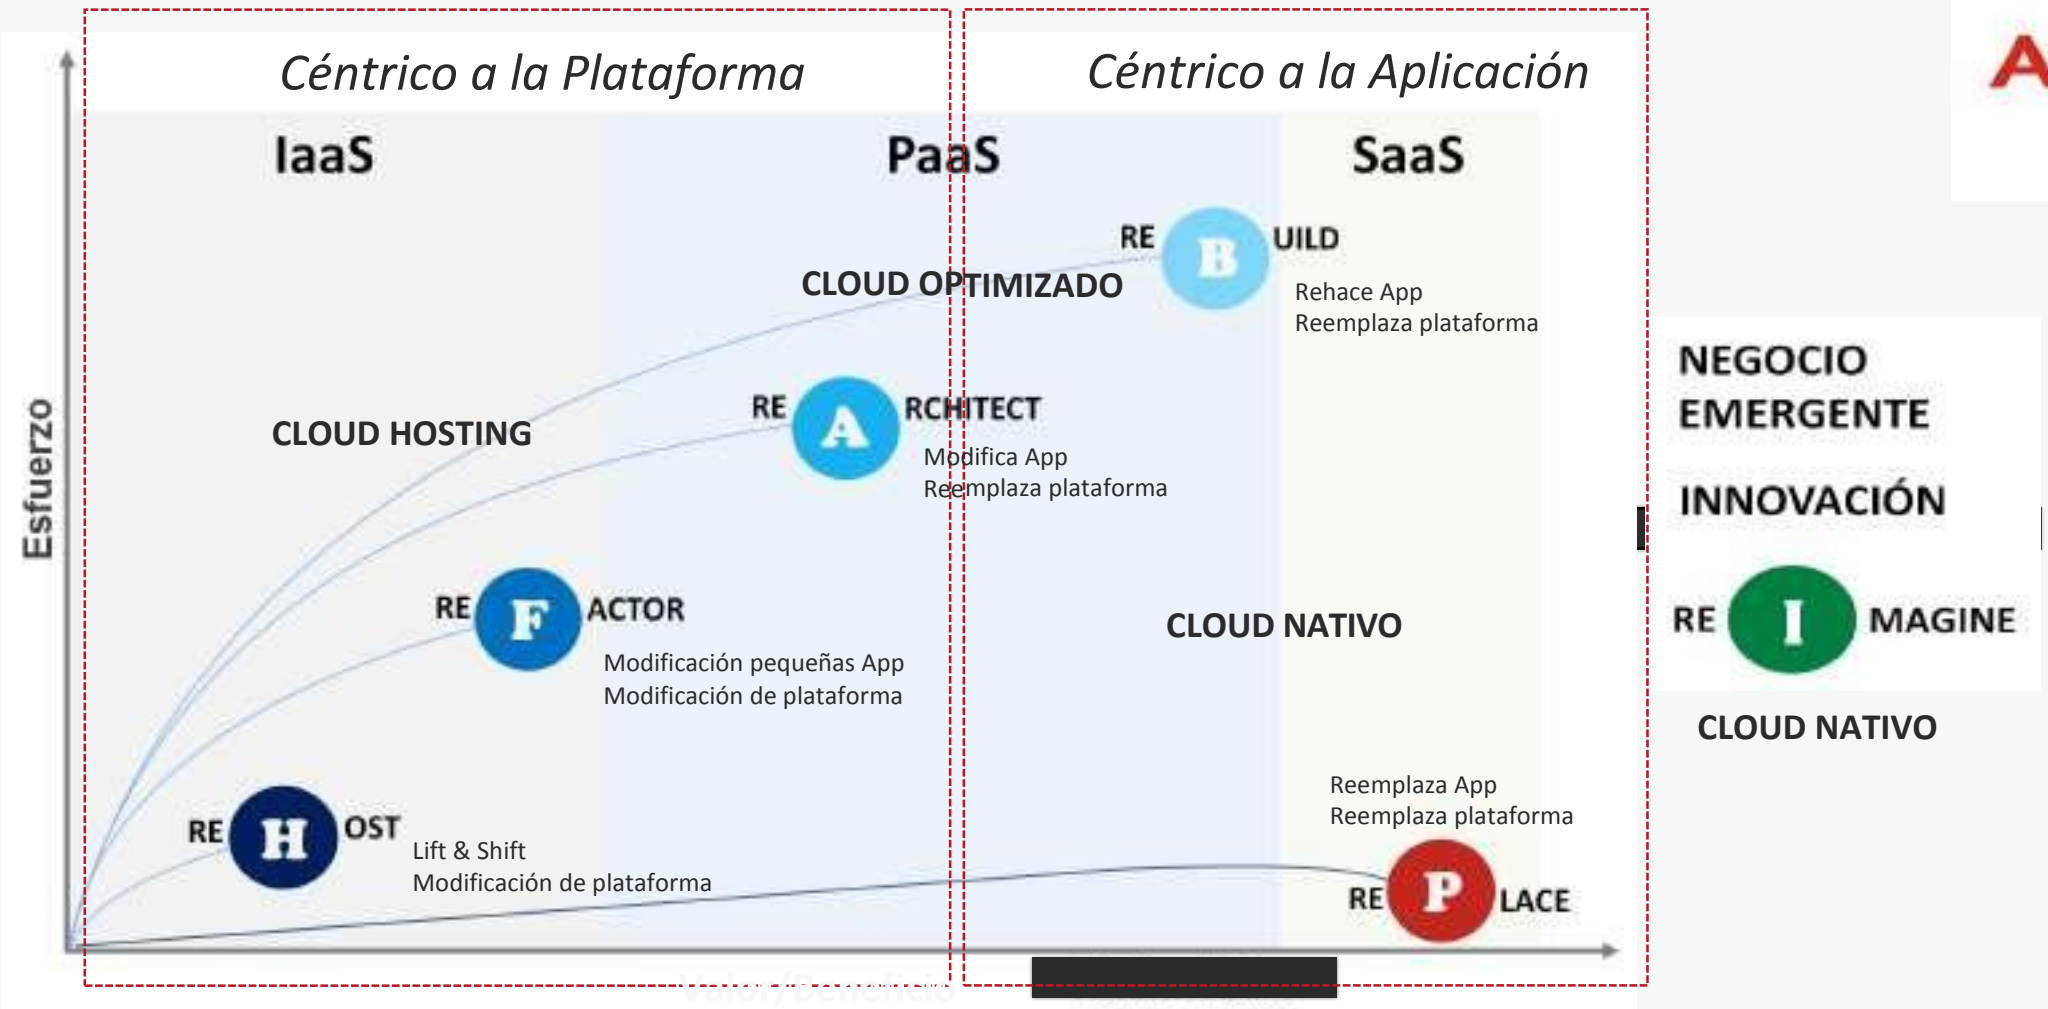 Céntrico a la Plataforma
Céntrico a la Aplicación
A
IaaS
PaaS
SaaS
RE B UILD
CLOUD OPTIMIZADO
Rehace App
Reemplaza plataforma
NEGOCIO
EMERGENTE
RE A RCHITECT
CLOUD HOSTING
Modifica App
Reemplaza plataforma
INNOVACIÓN
Esfuerzo
RE F ACTOR
CLOUD NATIVO
RE I MAGINE
Modificación pequeñas App
Modificación de plataforma
CLOUD NATIVO
Reemplaza App
Reemplaza plataforma
RE H OST
Lift & Shift
Modificación de plataforma
RE P LACE
Valor/Beneficio